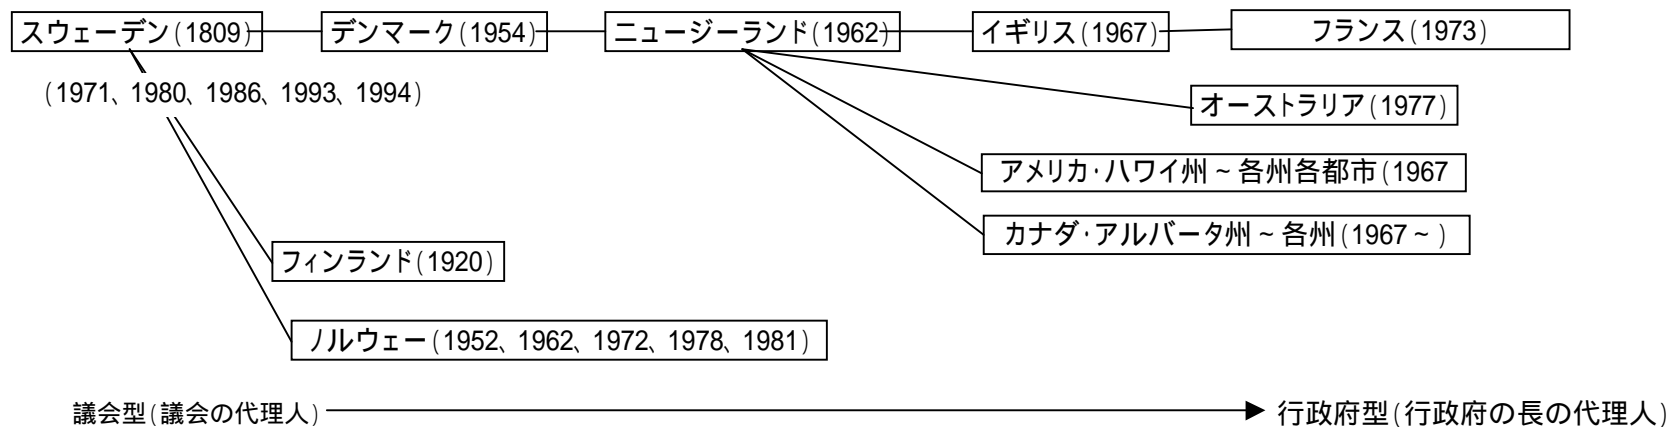 スウェーデン(1809) デンマーク(1954) ニュージーランド(1962) イギリス(1967) フランス(1973)
(1971、1980、1986、1993、1994)
オーストラリア(1977)
アメリカ・ハワイ州~各州各都市(1967
カナダ・アルバータ州~各州(1967~)
フィンランド(1920)
ノルウェー(1952、1962、1972、1978、1981)
議会型(議会の代理人) 行政府型(行政府の長の代理人)